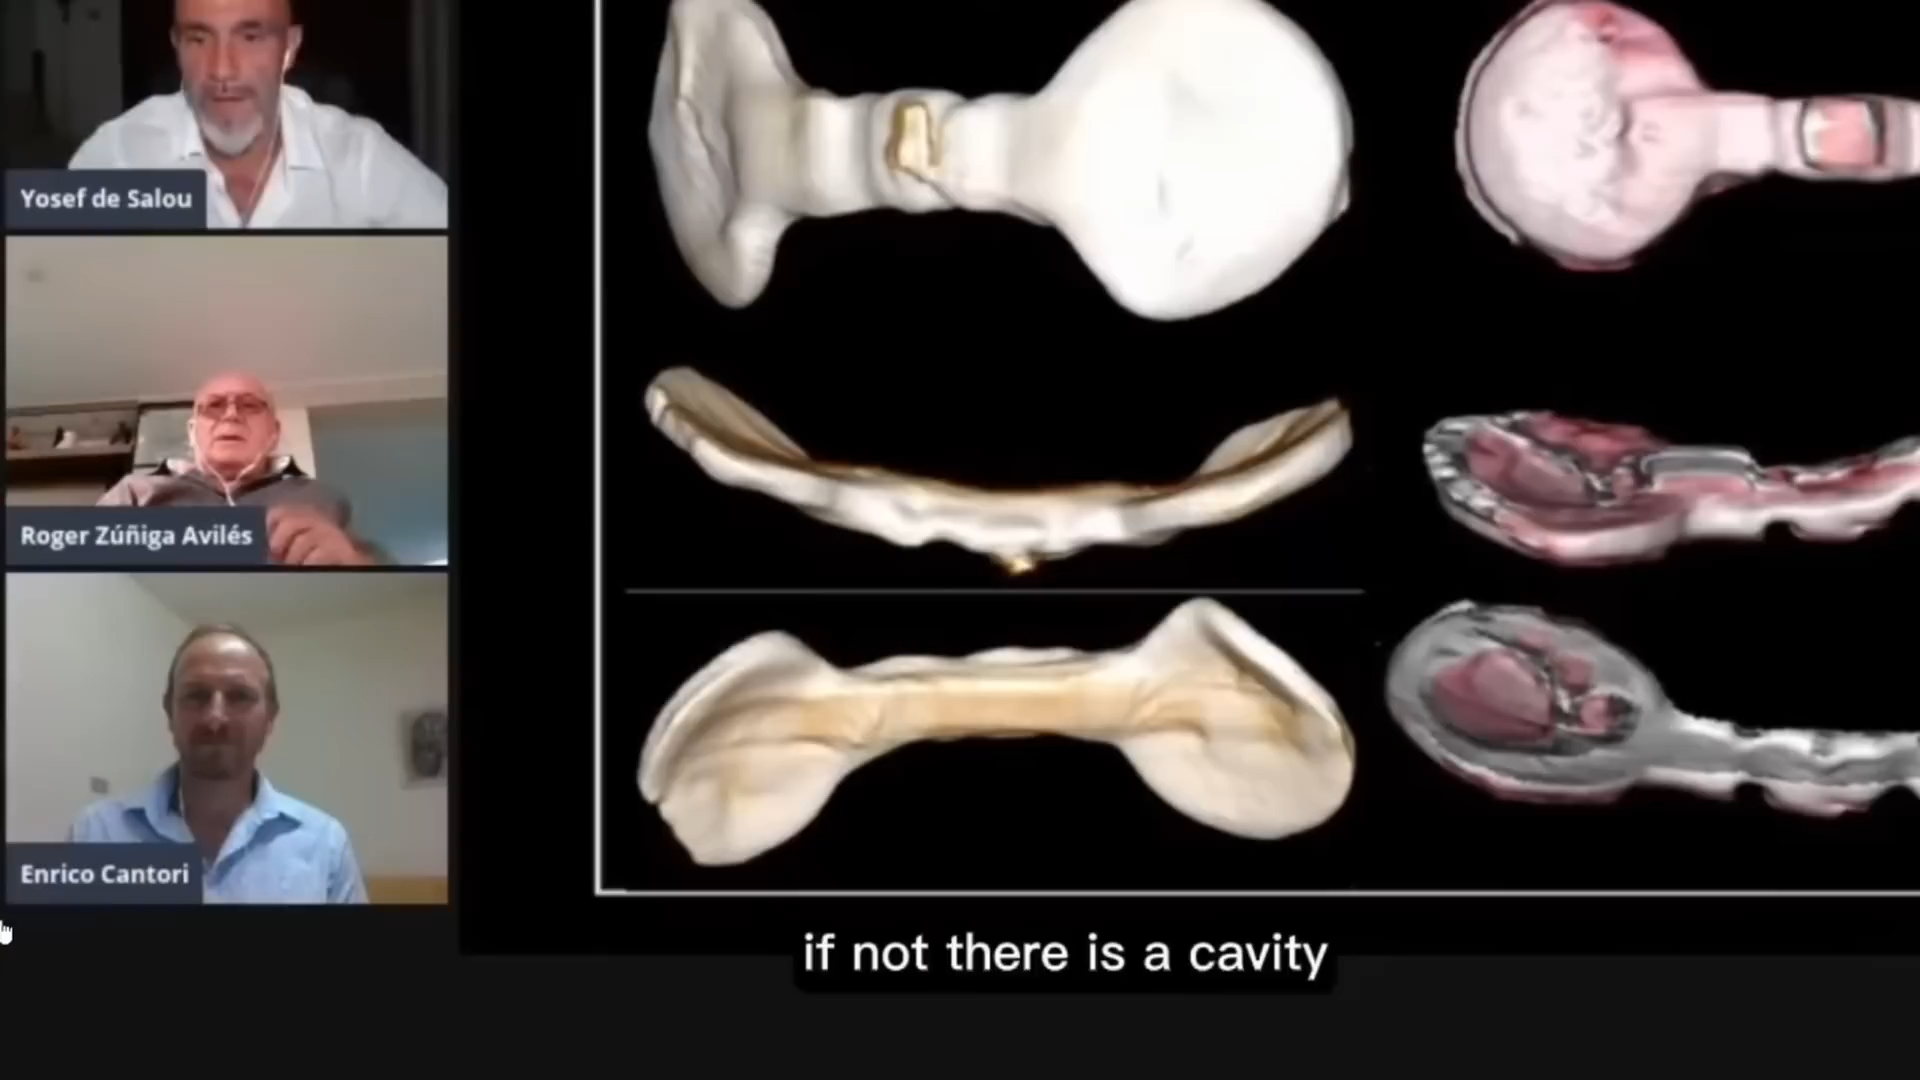 Yosef de Salou
Roger Zúñiga Avilés
Enrico Cantori
if not there is a cavity